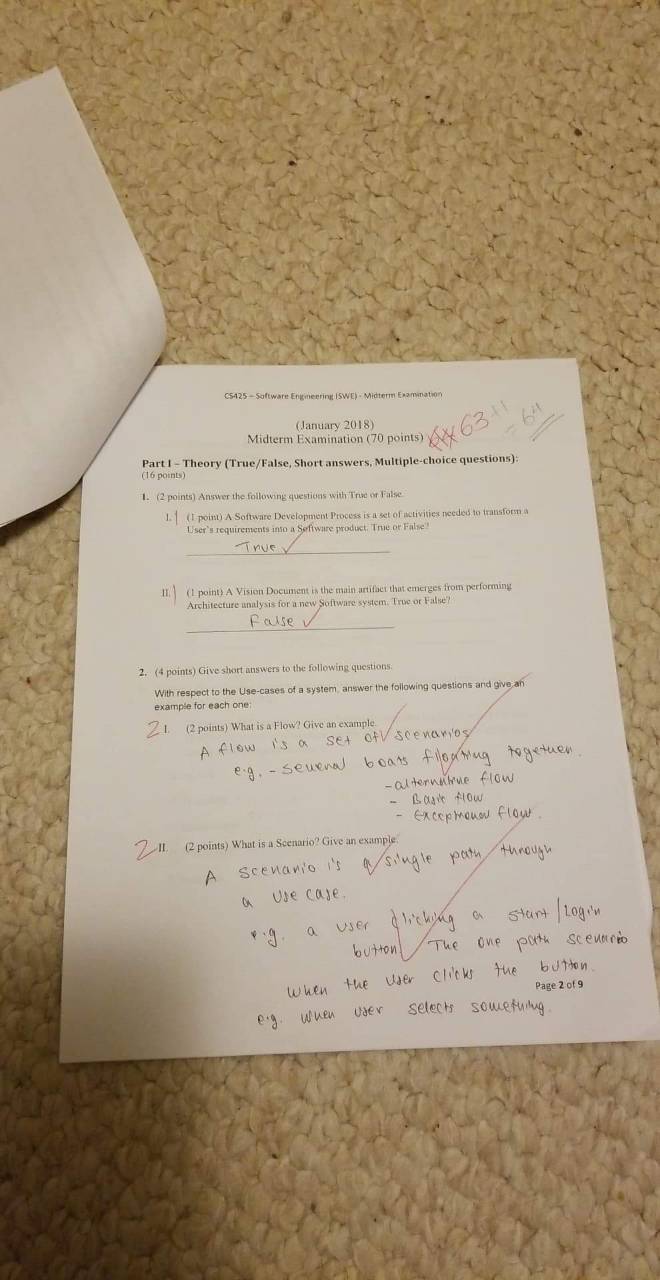 CS425 – Software Engineering (SWE) - Midterm Examination
(January 2018)
Midterm Examination (70 points)
63 +1
= 64
Part I – Theory (True/False, Short answers, Multiple-choice questions):
(16 points)
1. (2 points) Answer the following questions with True or False.
I. 1 (1 point) A Software Development Process is a set of activities needed to transform a
User's requirements into a Software product. True or False?
True
II. 1 (1 point) A Vision Document is the main artifact that emerges from performing
Architecture analysis for a new Software system. True or False?
False
2. (4 points) Give short answers to the following questions.
With respect to the Use-cases of a system, answer the following questions and give an
example for each one:
2 I. (2 points) What is a Flow? Give an example.
A flow is a set of scenarios
e.g. - several boats floating together.
- alternative flow
- Basic flow
- Exceptional flow.
2 II. (2 points) What is a Scenario? Give an example.
A scenario is a single path through
a use case.
e.g. a user clicking a start/login
button. The one path scenario
when the user clicks the button.
Page 2 of 9
e.g. when user selects something.